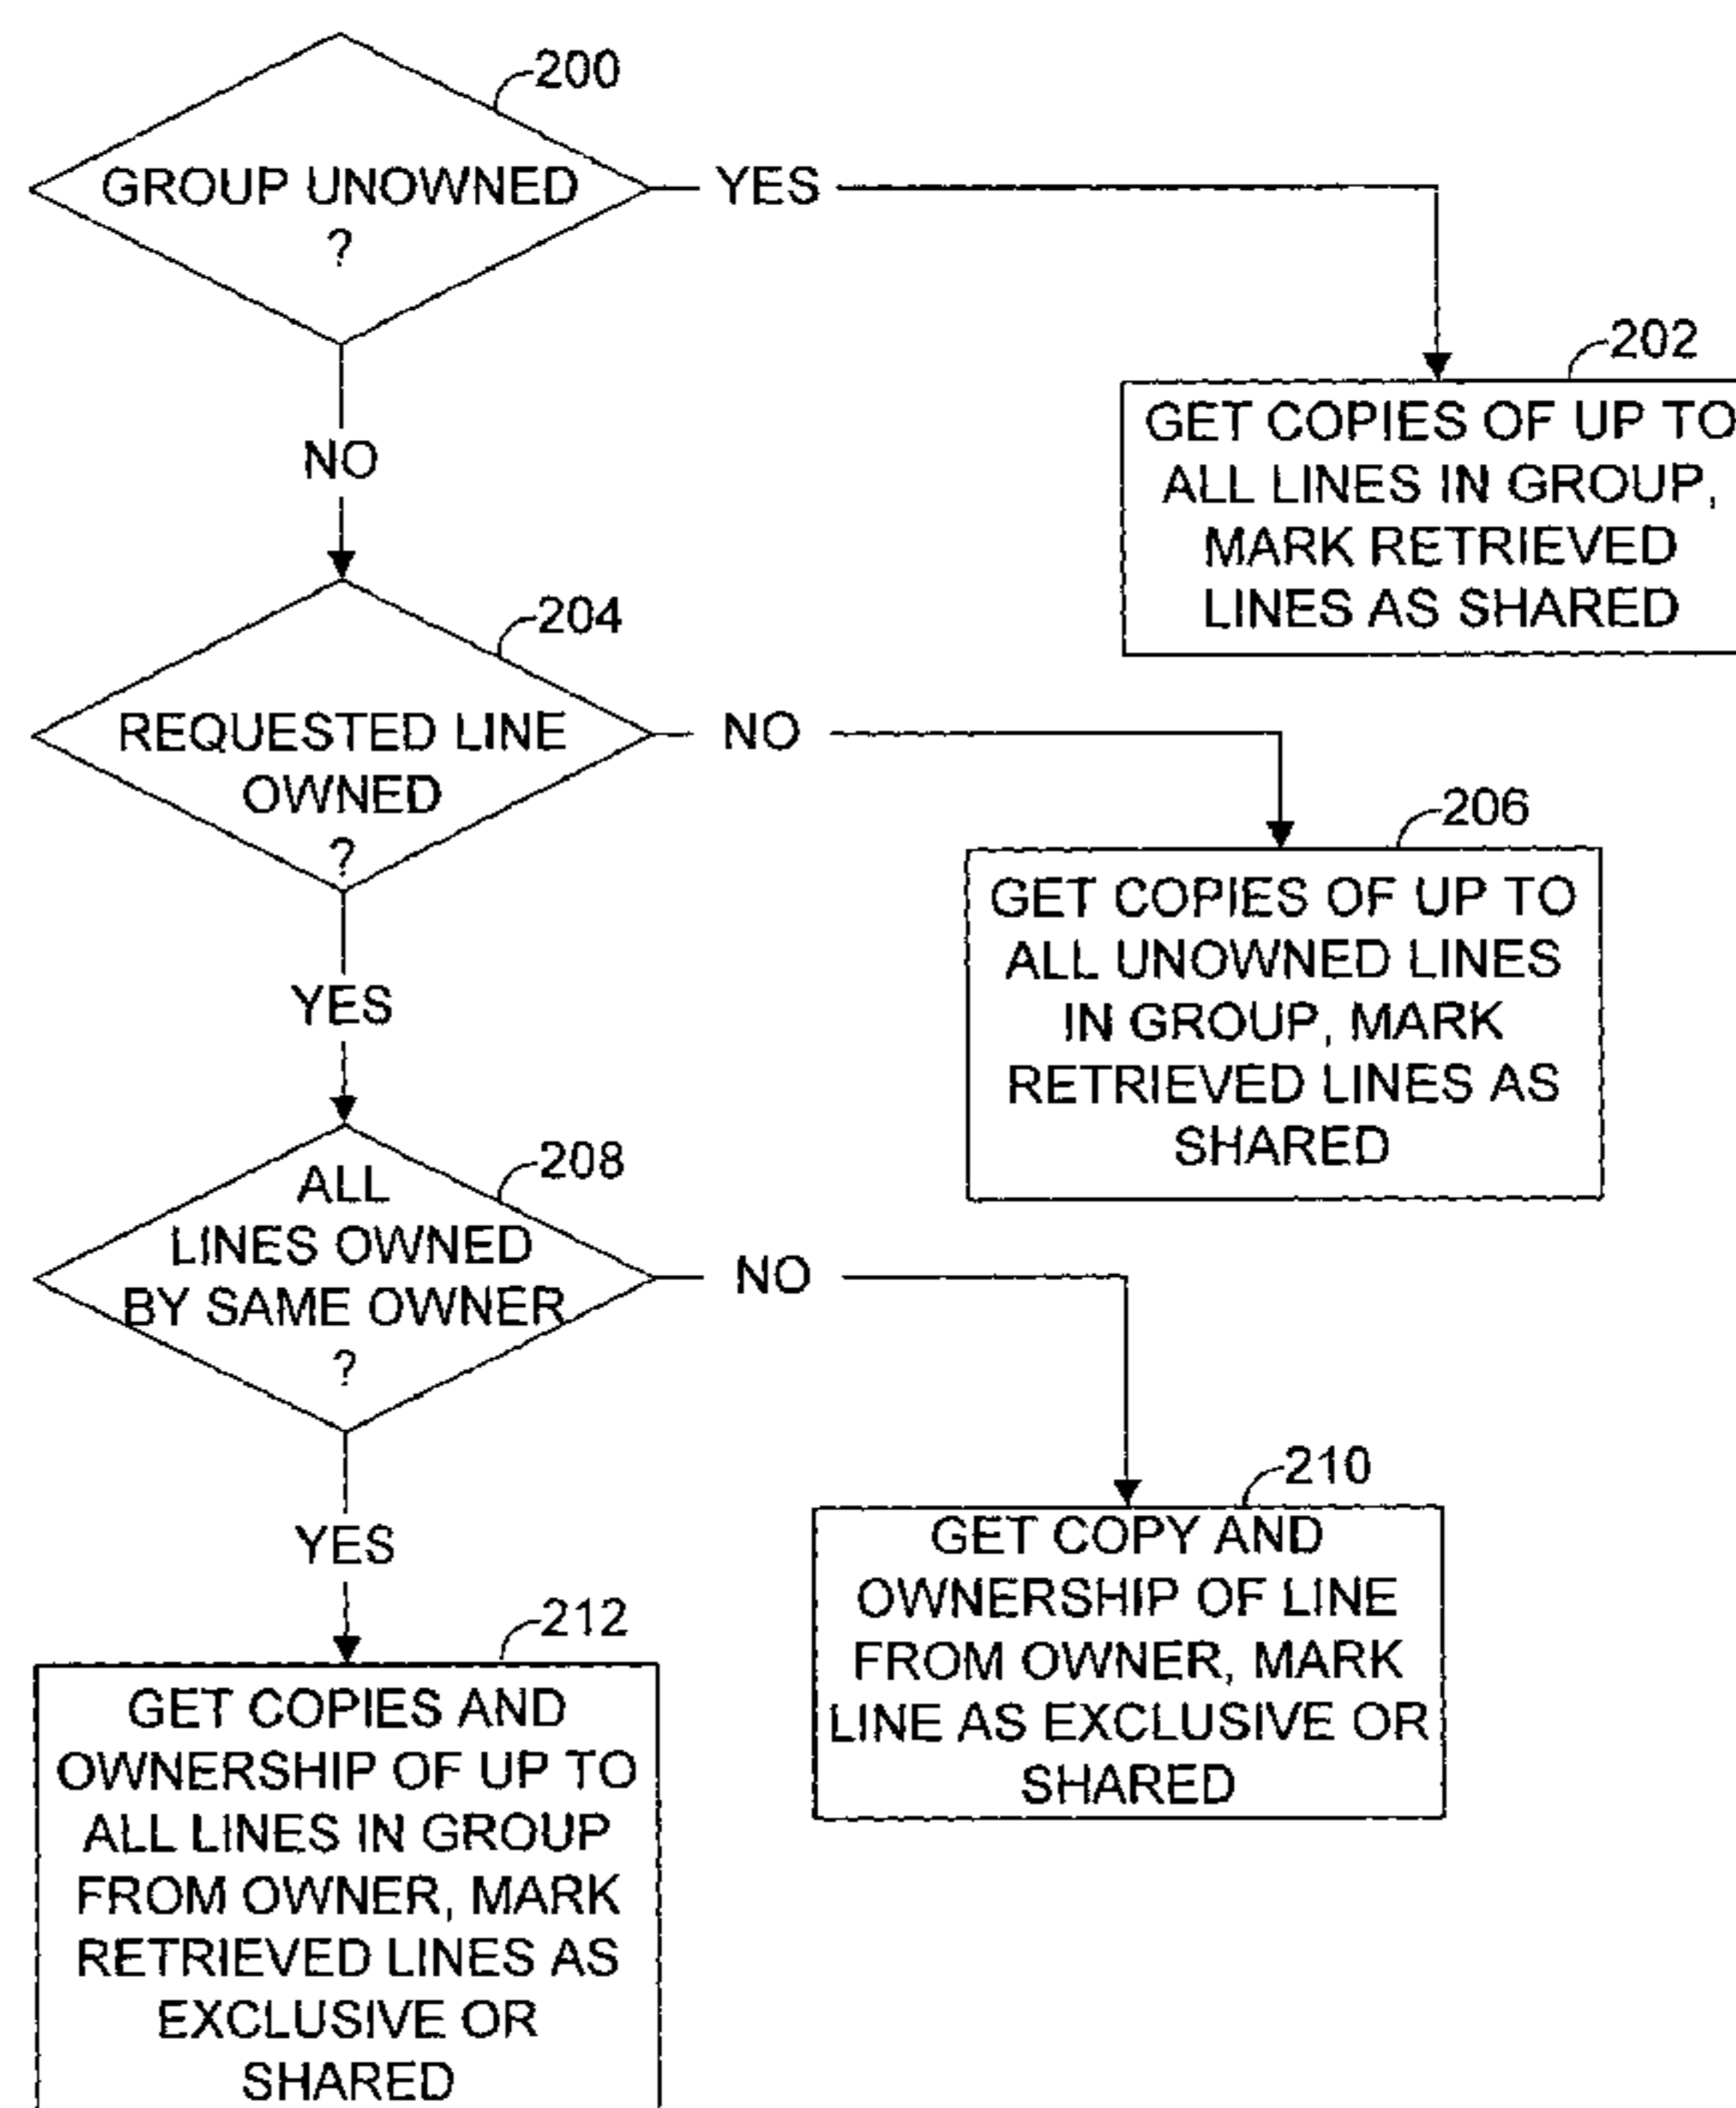 200
GROUP UNOWNED
?
YES
NO
202
GET COPIES OF UP TO
ALL LINES IN GROUP,
MARK RETRIEVED
LINES AS SHARED
204
REQUESTED LINE
OWNED
?
NO
YES
206
GET COPIES OF UP TO
ALL UNOWNED LINES
IN GROUP, MARK
RETRIEVED LINES AS
SHARED
208
ALL
LINES OWNED
BY SAME OWNER
?
NO
YES
210
GET COPY AND
OWNERSHIP OF LINE
FROM OWNER, MARK
LINE AS EXCLUSIVE OR
SHARED
212
GET COPIES AND
OWNERSHIP OF UP TO
ALL LINES IN GROUP
FROM OWNER, MARK
RETRIEVED LINES AS
EXCLUSIVE OR
SHARED